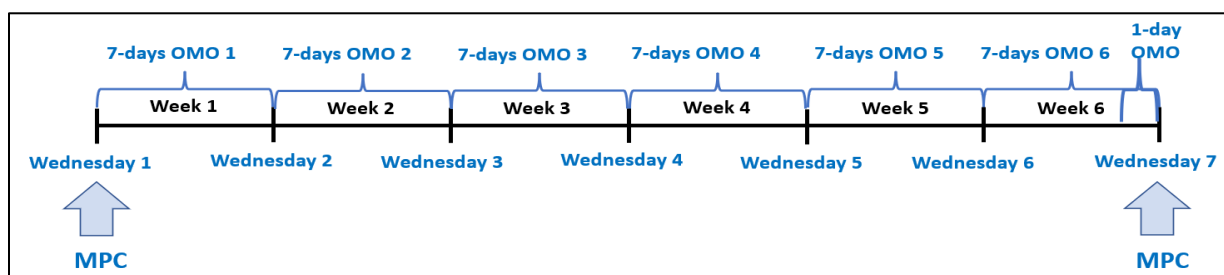 7-days OMO 1 7-days OMO 2 7-days OMO 3 7-days OMO 4 7-days OMO 5 7-days OMO 6 1-day
OMO
Week 1 Week 2 Week 3 Week 4 Week 5 Week 6
Wednesday 1 Wednesday 2 Wednesday 3 Wednesday 4 Wednesday 5 Wednesday 6 Wednesday 7
MPC MPC